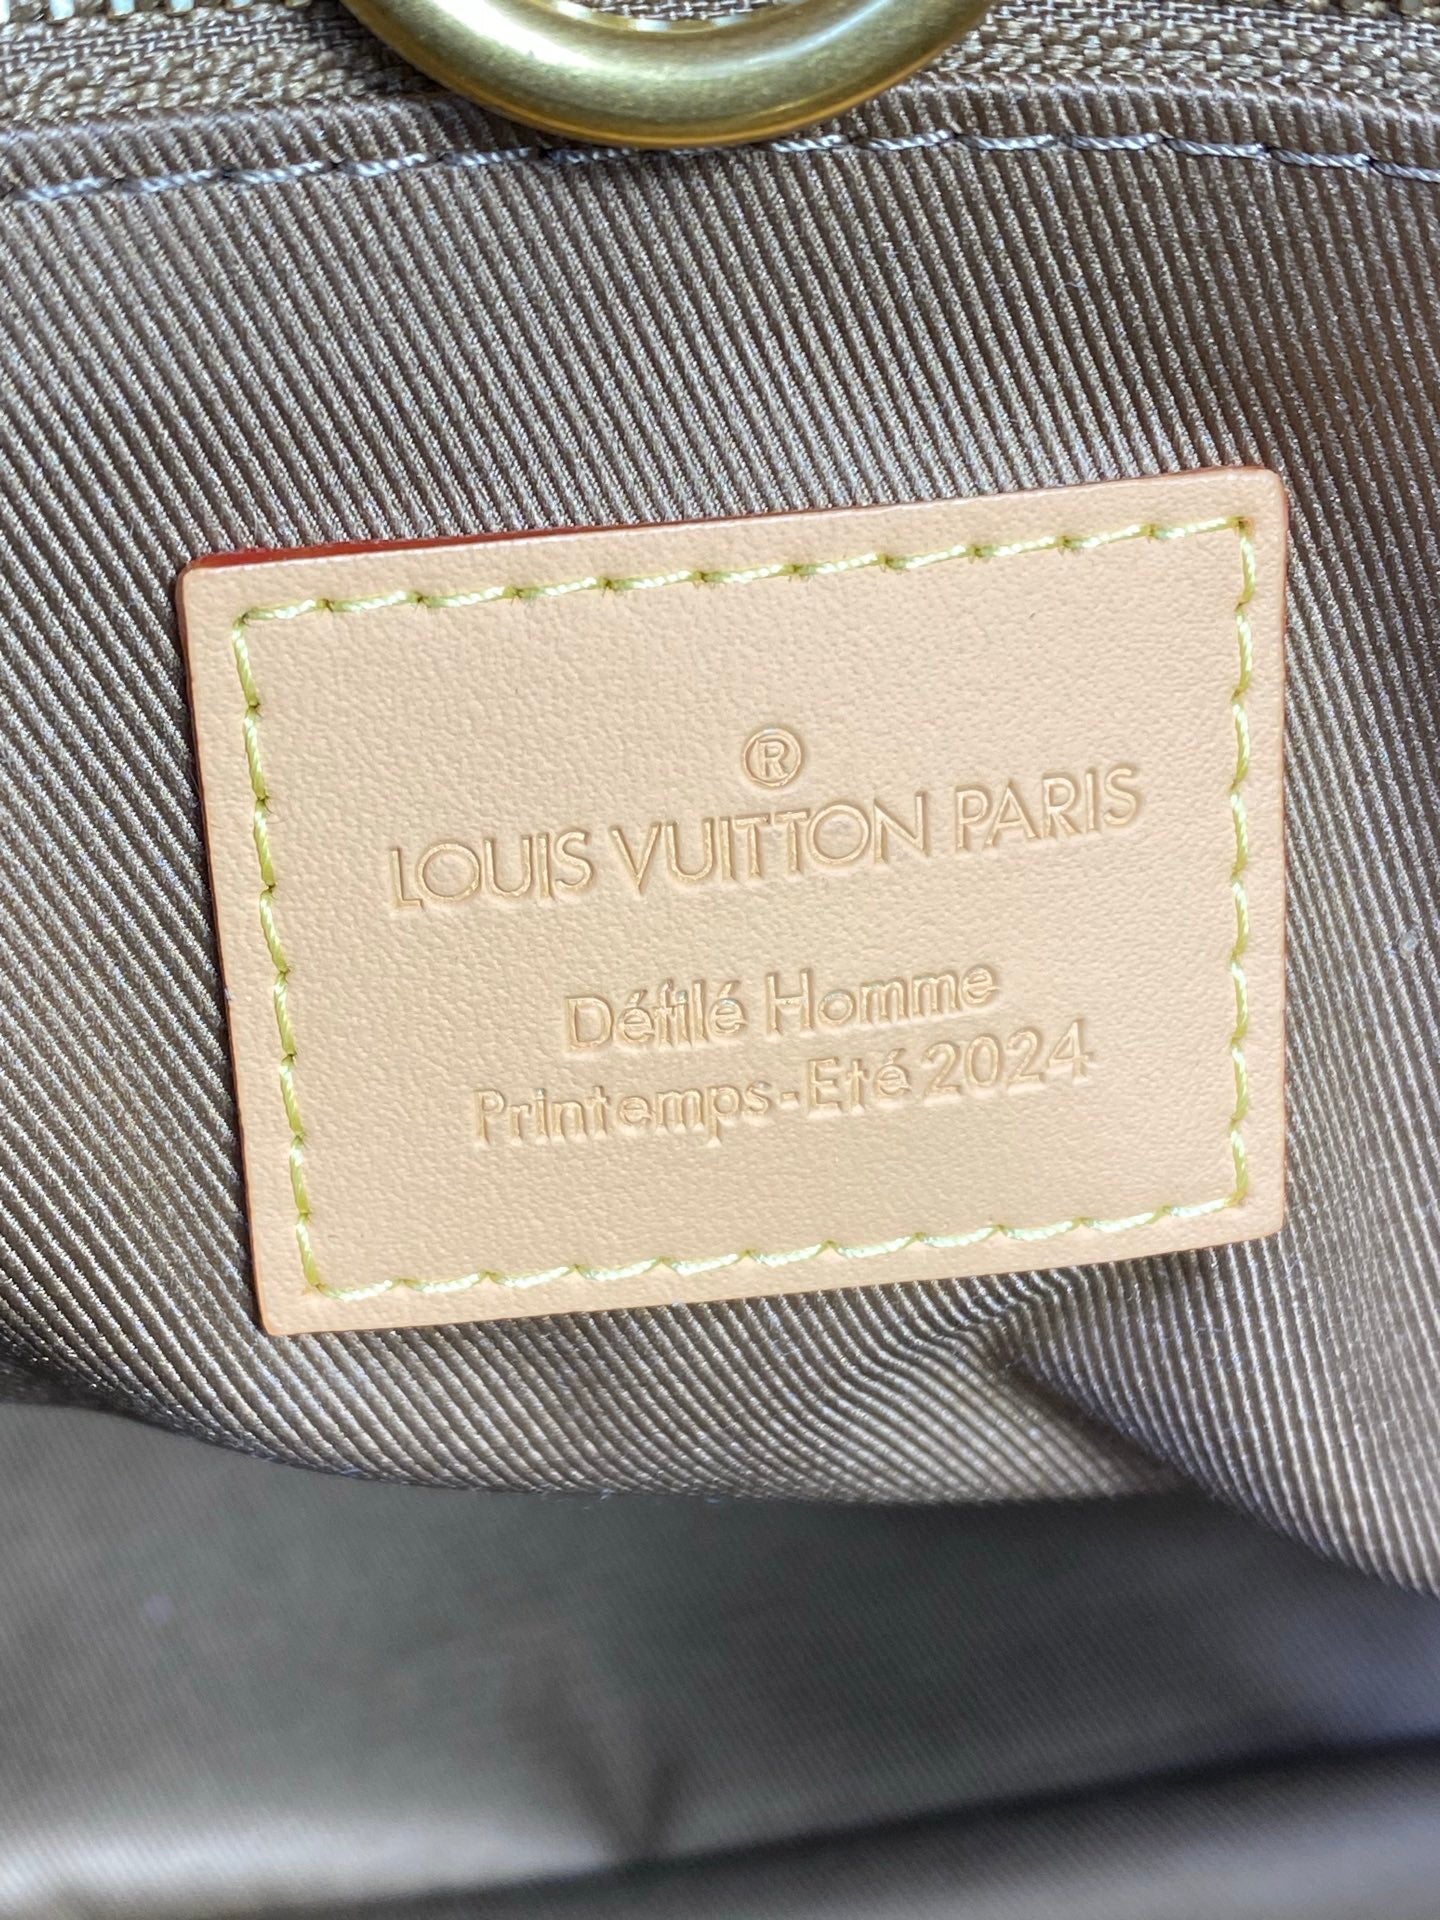 ®
LOUIS VUITTON PARIS
Défilé Homme
Printemps-Eté 2024